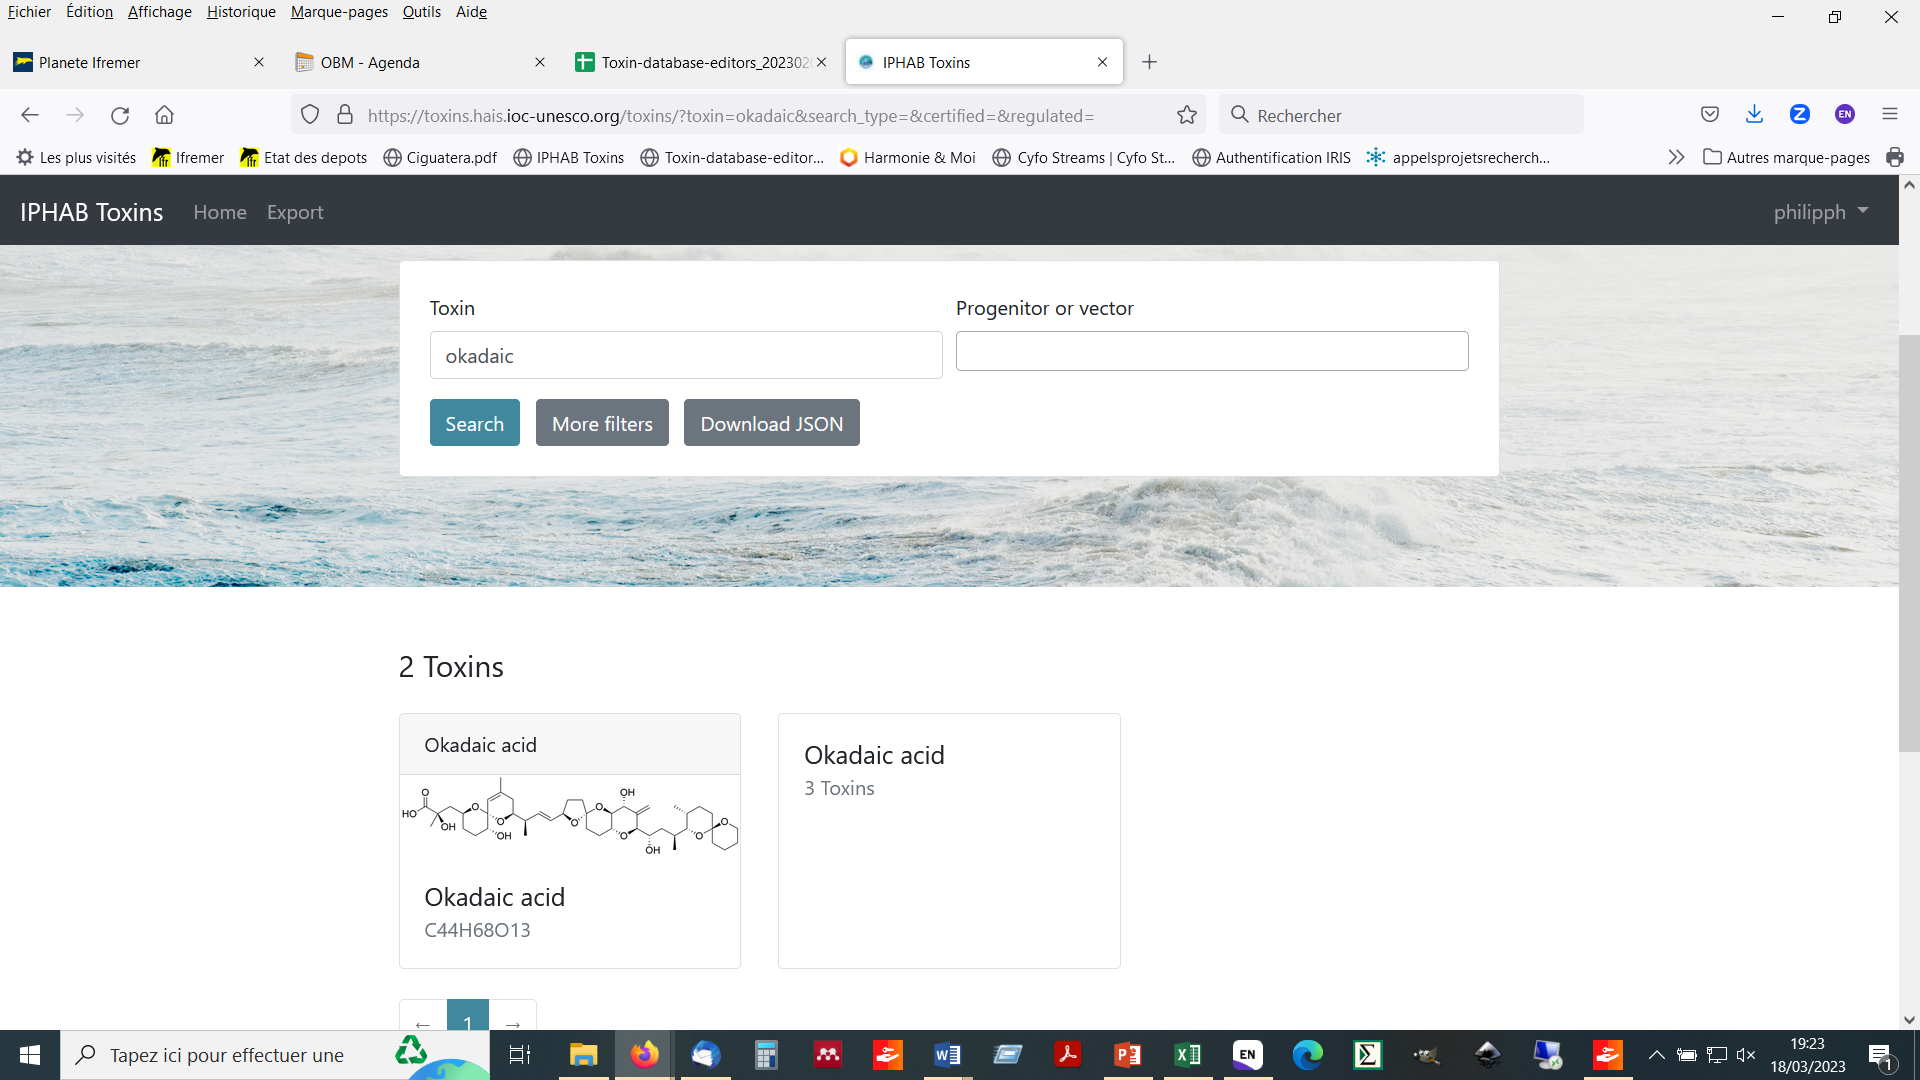 Fichier Édition Affichage Historique Marque-pages Outils Aide
Planete Ifremer
OBM - Agenda
Toxin-database-editors_202302
IPHAB Toxins
https://toxins.hais.ioc-unesco.org/toxins/?toxin=okadaic&search_type=&certified=&regulated=
Rechercher
EN
Les plus visités Ifremer Etat des depots Ciguatera.pdf IPHAB Toxins Toxin-database-editor... Harmonie & Moi Cyfo Streams | Cyfo St... Authentification IRIS appelsprojetsrecherch... Autres marque-pages
IPHAB Toxins Home Export philipph
Toxin Progenitor or vector
okadaic
Search More filters Download JSON
2 Toxins
Okadaic acid
O
HO
OH
O
O
OH
O
O
OH
O
OH
O
O
Okadaic acid
C44H68O13
Okadaic acid
3 Toxins
← 1 →
Tapez ici pour effectuer une
EN
19:23
18/03/2023
1